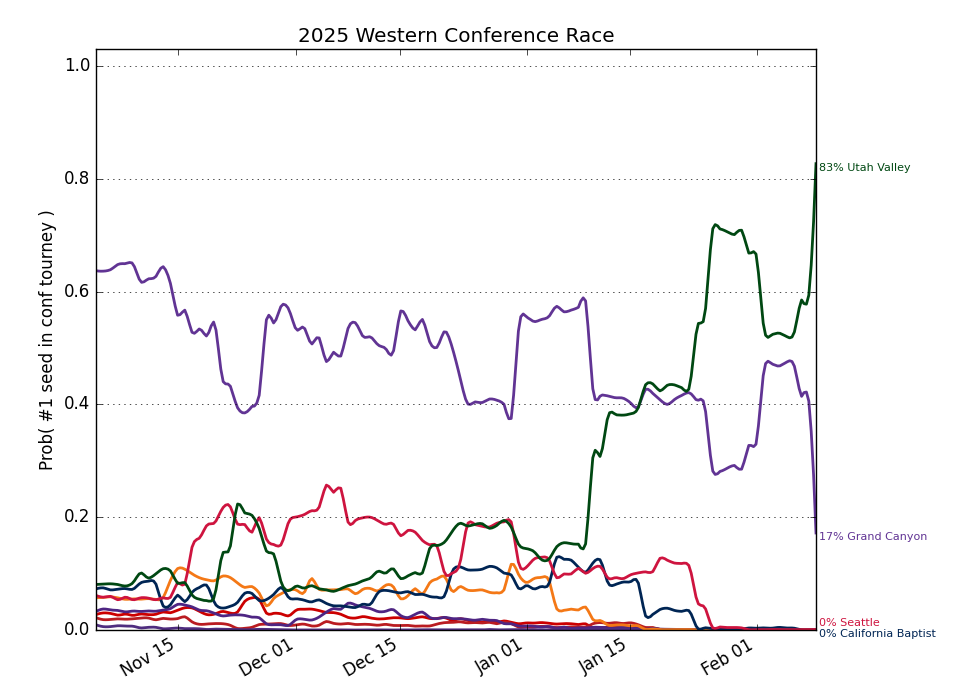 2025 Western Conference Race
Prob( #1 seed in conf tourney )
1.0
0.8
0.6
0.4
0.2
0.0
83% Utah Valley
17% Grand Canyon
0% Seattle
0% California Baptist
Nov 15
Dec 01
Dec 15
Jan 01
Jan 15
Feb 01